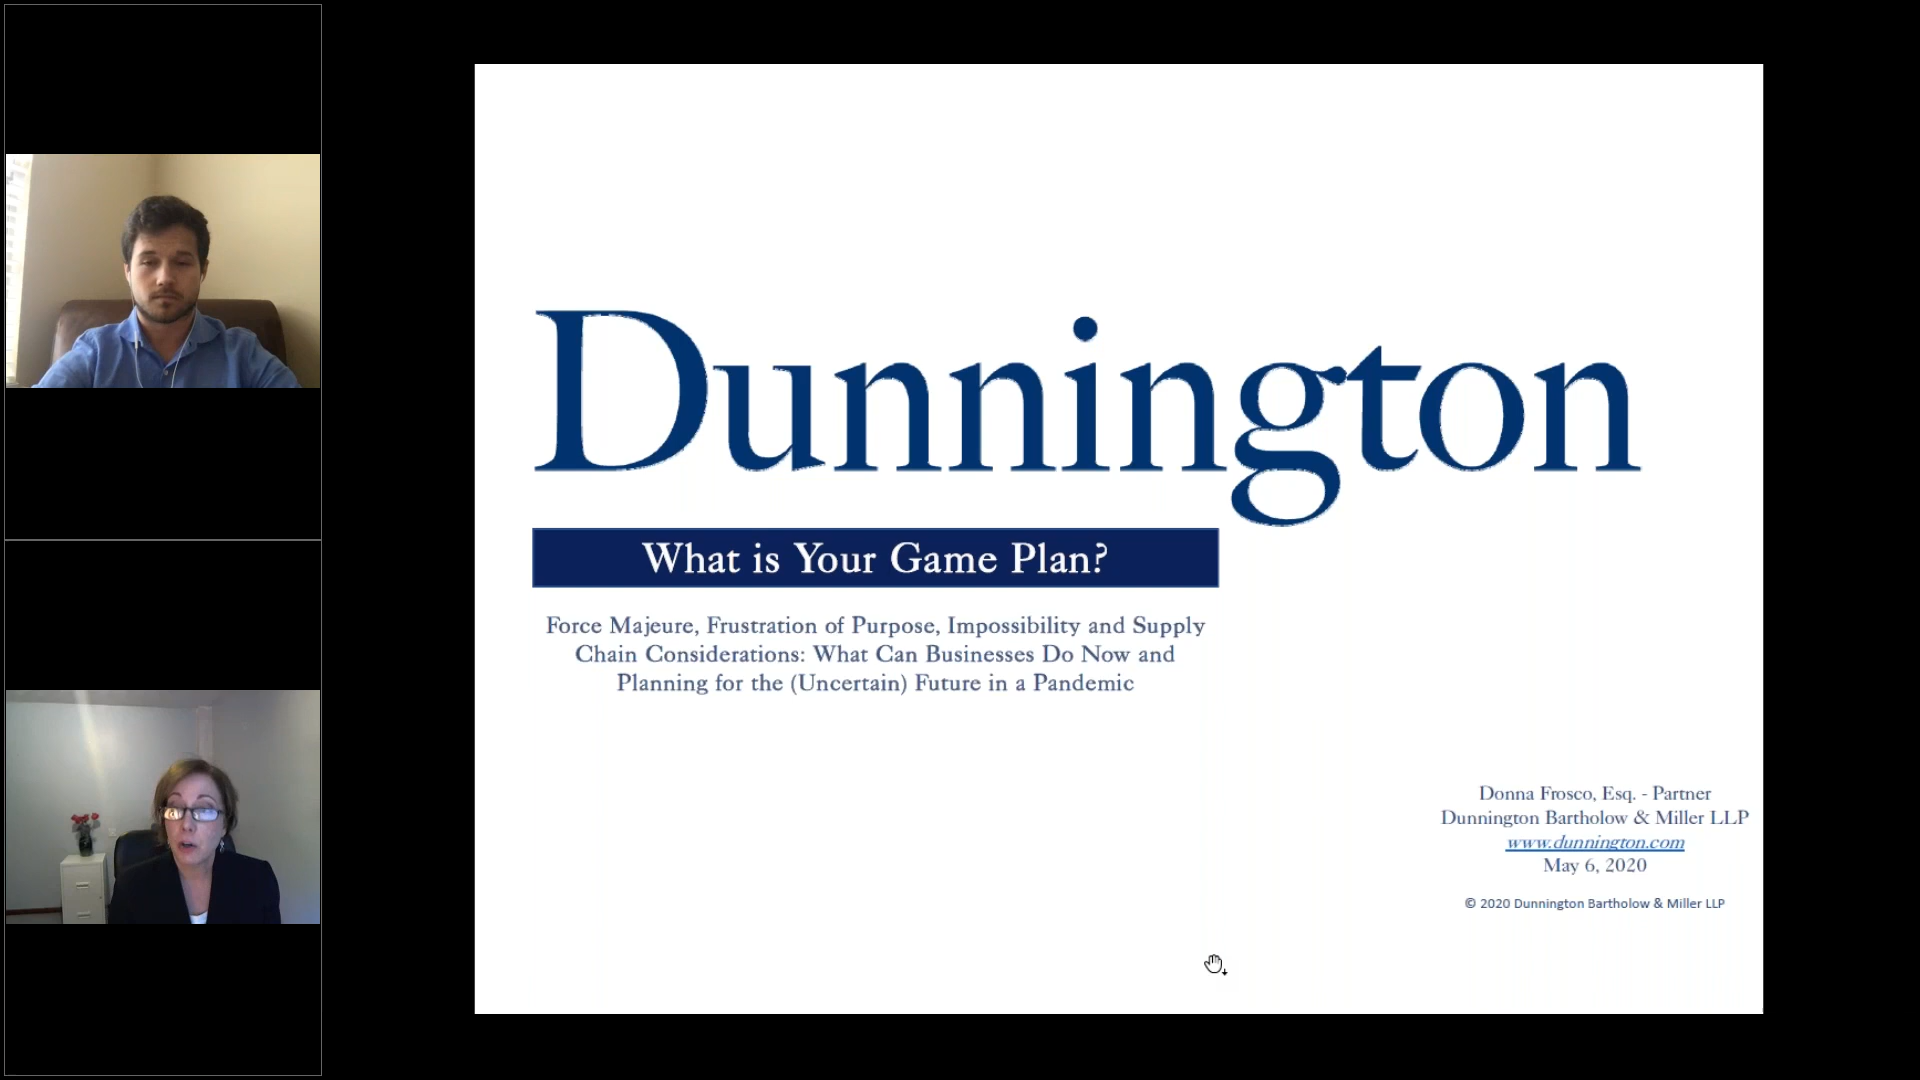 Dunnington
What is Your Game Plan?
Force Majeure, Frustration of Purpose, Impossibility and Supply
Chain Considerations: What Can Businesses Do Now and
Planning for the (Uncertain) Future in a Pandemic
Donna Frosco, Esq. - Partner
Dunnington Bartholow & Miller LLP
www.dunnington.com
May 6, 2020
© 2020 Dunnington Bartholow & Miller LLP